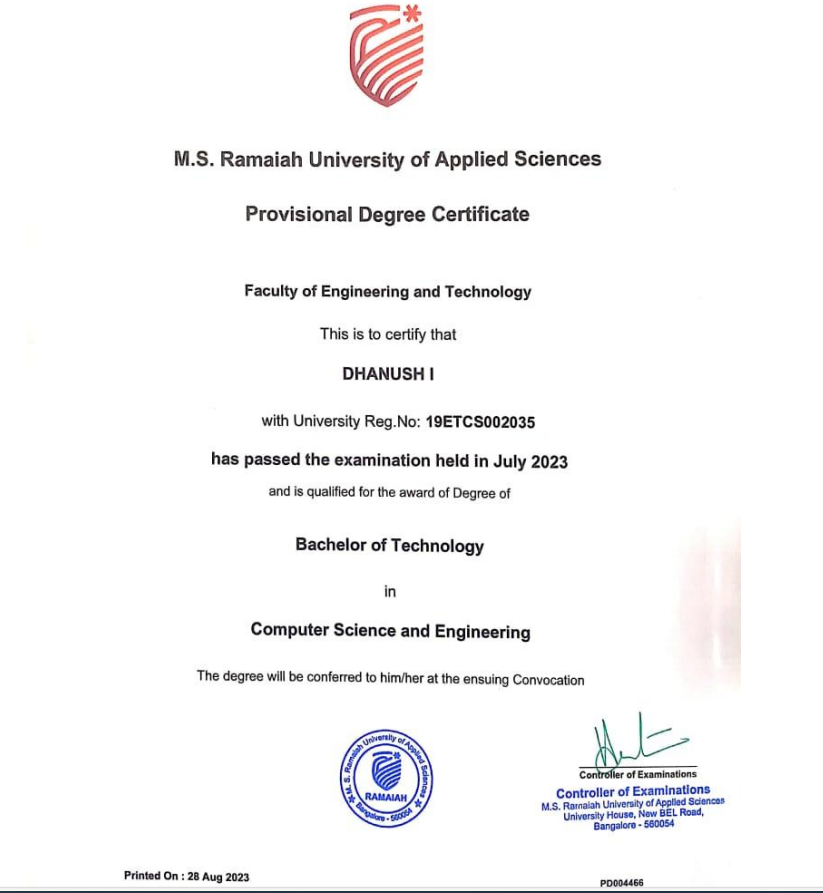 M.S. Ramaiah University of Applied Sciences
Provisional Degree Certificate
Faculty of Engineering and Technology
This is to certify that
DHANUSH I
with University Reg.No: 19ETCS002035
has passed the examination held in July 2023
and is qualified for the award of Degree of
Bachelor of Technology
in
Computer Science and Engineering
The degree will be conferred to him/her at the ensuing Convocation
M. S. Ramaiah University of Applied Sciences
RAMAIAH
Bangalore - 560054
Controller of Examinations
Controller of Examinations
M.S. Ramaiah University of Applied Sciences
University House, New BEL Road,
Bangalore - 560054
Printed On : 28 Aug 2023
PD004466